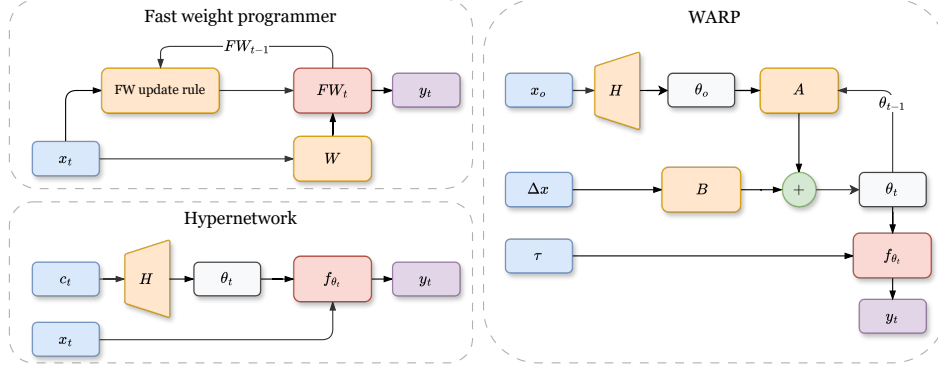 Fast weight programmer
FW_{t-1}
FW update rule
FW_t
y_t
x_t
W
Hypernetwork
c_t
H
θ_t
f_{θ_t}
y_t
x_t
WARP
x_o
H
θ_o
A
θ_{t-1}
Δx
B
+
θ_t
τ
f_{θ_t}
y_t